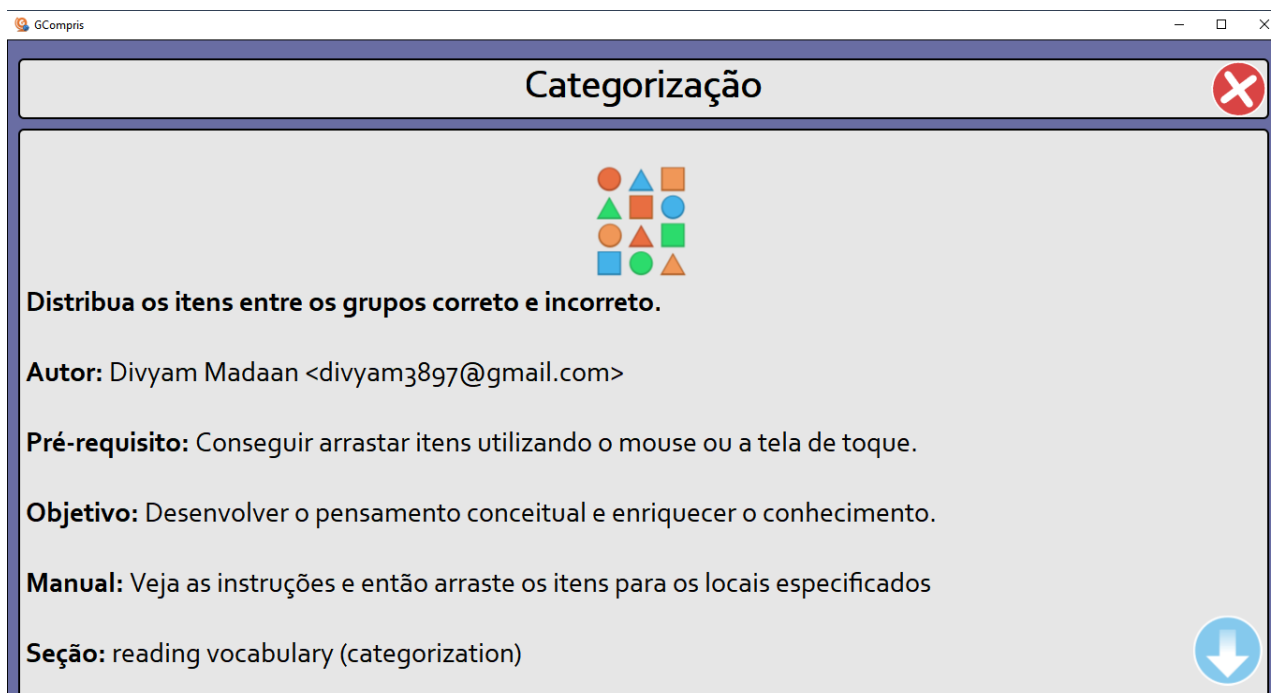 GCompris
Categorização
Distribua os itens entre os grupos correto e incorreto.
Autor: Divyam Madaan <divyam3897@gmail.com>
Pré-requisito: Conseguir arrastar itens utilizando o mouse ou a tela de toque.
Objetivo: Desenvolver o pensamento conceitual e enriquecer o conhecimento.
Manual: Veja as instruções e então arraste os itens para os locais especificados
Seção: reading vocabulary (categorization)